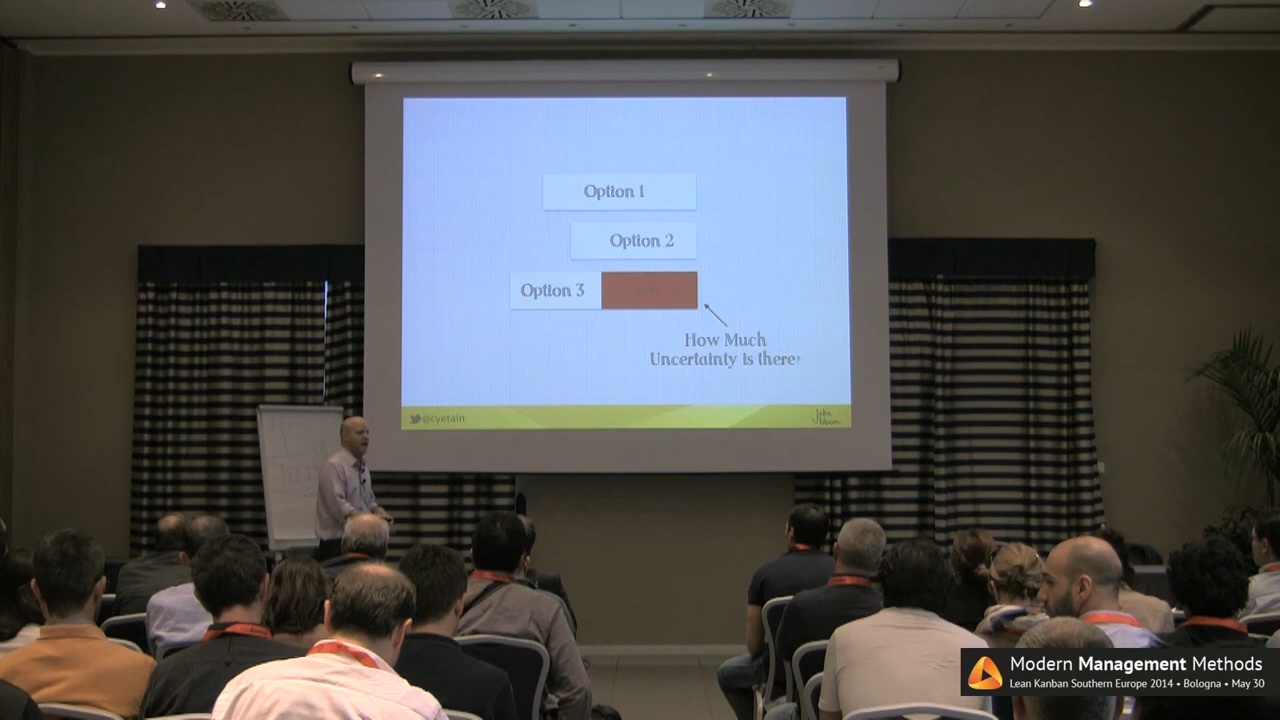 Option 1
Option 2
Option 3
How Much
Uncertainty is there?
@cyetain
Modern Management Methods
Lean Kanban Southern Europe 2014 • Bologna • May 30